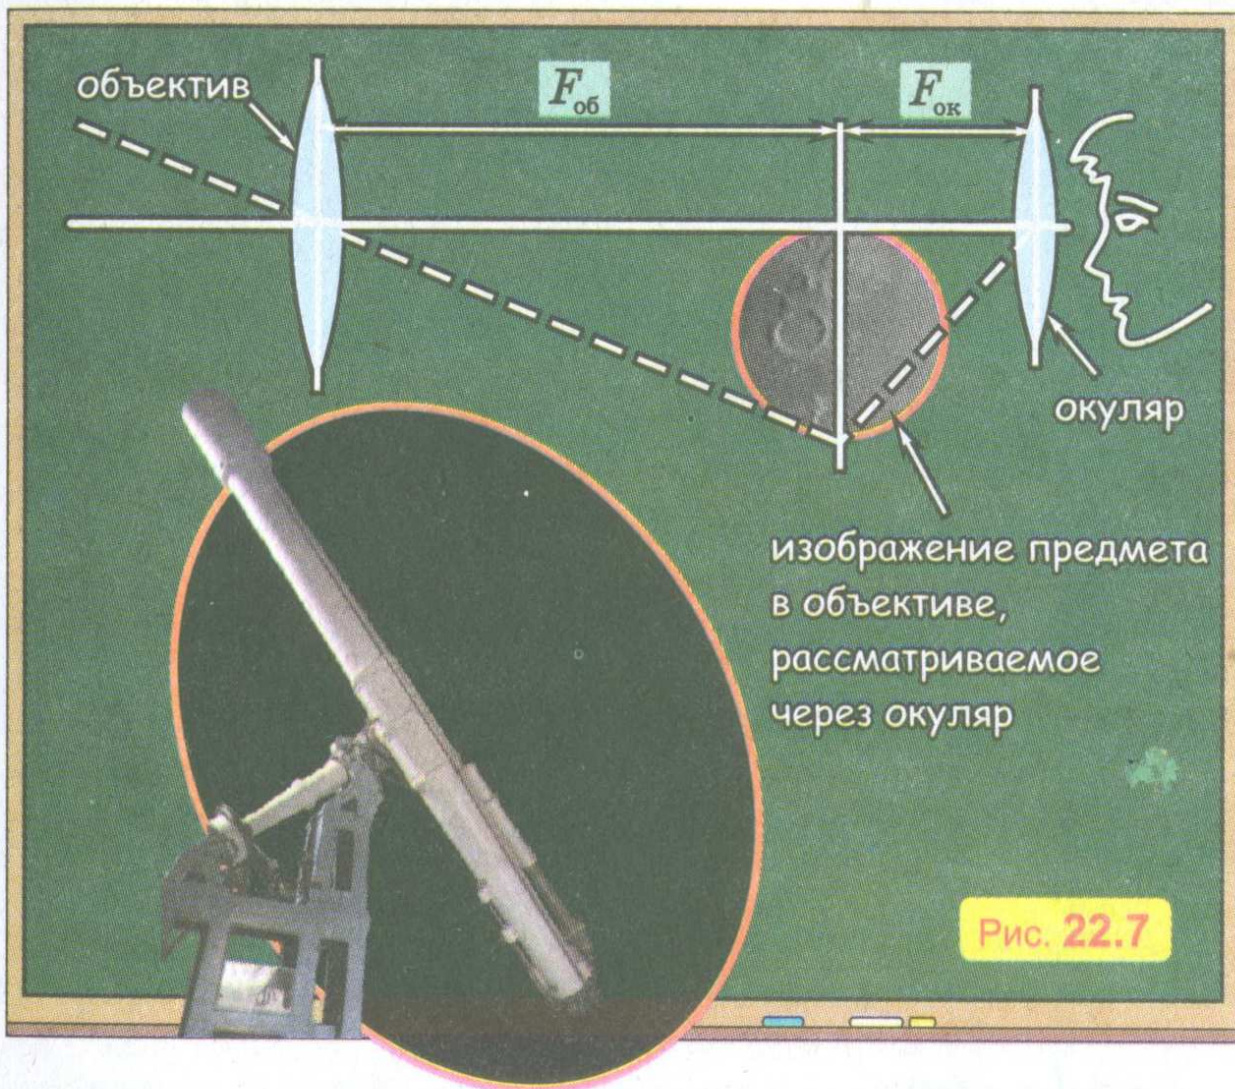 объектив
Fоб
Fок
окуляр
изображение предмета
в объективе,
рассматриваемое
через окуляр
Рис. 22.7